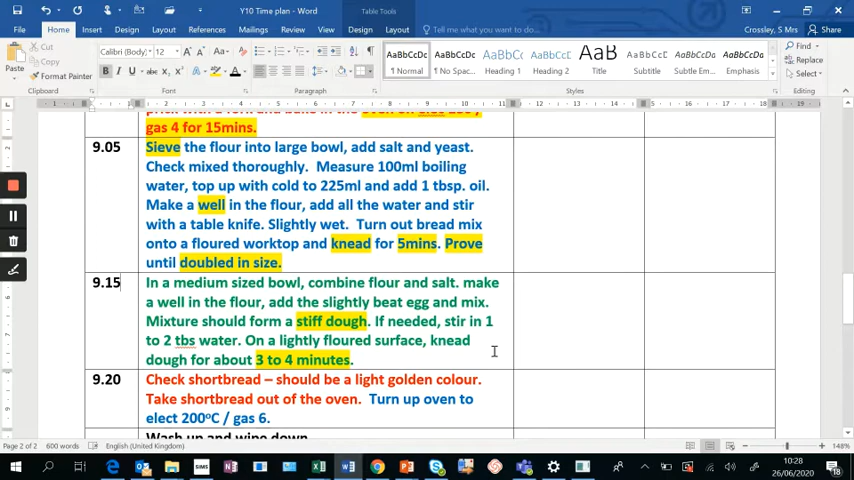 Y10 Time plan - Word
Table Tools
Crossley, S Mrs
File
Home
Insert
Design
Layout
References
Mailings
Review
View
Help
Design
Layout
Tell me what you want to do...
Share
Paste
Cut
Copy
Format Painter
Clipboard
Calibri (Body)
12
Font
Paragraph
AaBbCcDc
¶ Normal
AaBbCcDc
¶ No Spac...
AaBbCc
Heading 1
AaBbCcD
Heading 2
AaB
Title
AaBbCcD
Subtitle
AaBbCcDc
Subtle Em...
AaBbCcDc
Emphasis
Styles
Find
Replace
Select
Editing
gas 4 for 15mins.
9.05
Sieve the flour into large bowl, add salt and yeast.
Check mixed thoroughly. Measure 100ml boiling
water, top up with cold to 225ml and add 1 tbsp. oil.
Make a well in the flour, add all the water and stir
with a table knife. Slightly wet. Turn out bread mix
onto a floured worktop and knead for 5mins. Prove
until doubled in size.
9.15
In a medium sized bowl, combine flour and salt. make
a well in the flour, add the slightly beat egg and mix.
Mixture should form a stiff dough. If needed, stir in 1
to 2 tbs water. On a lightly floured surface, knead
dough for about 3 to 4 minutes.
9.20
Check shortbread – should be a light golden colour.
Take shortbread out of the oven. Turn up oven to
elect 200°C / gas 6.
Wash up and wipe down
Page 2 of 2
600 words
English (United Kingdom)
148%
10:28
26/06/2020